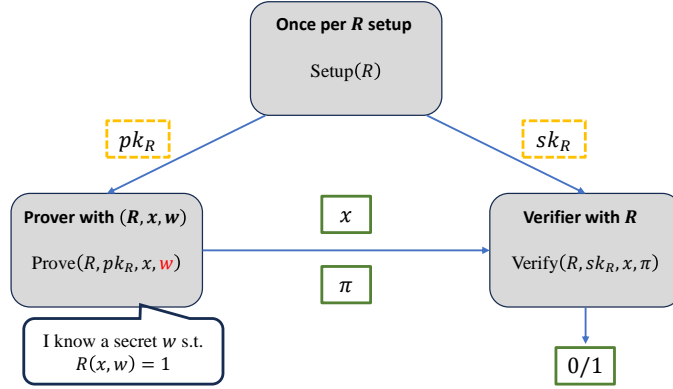 Once per R setup
Setup(R)
pk_R
sk_R
Prover with (R, x, w)
Prove(R, pk_R, x, w)
x
π
Verifier with R
Verify(R, sk_R, x, π)
I know a secret w s.t.
R(x, w) = 1
0/1